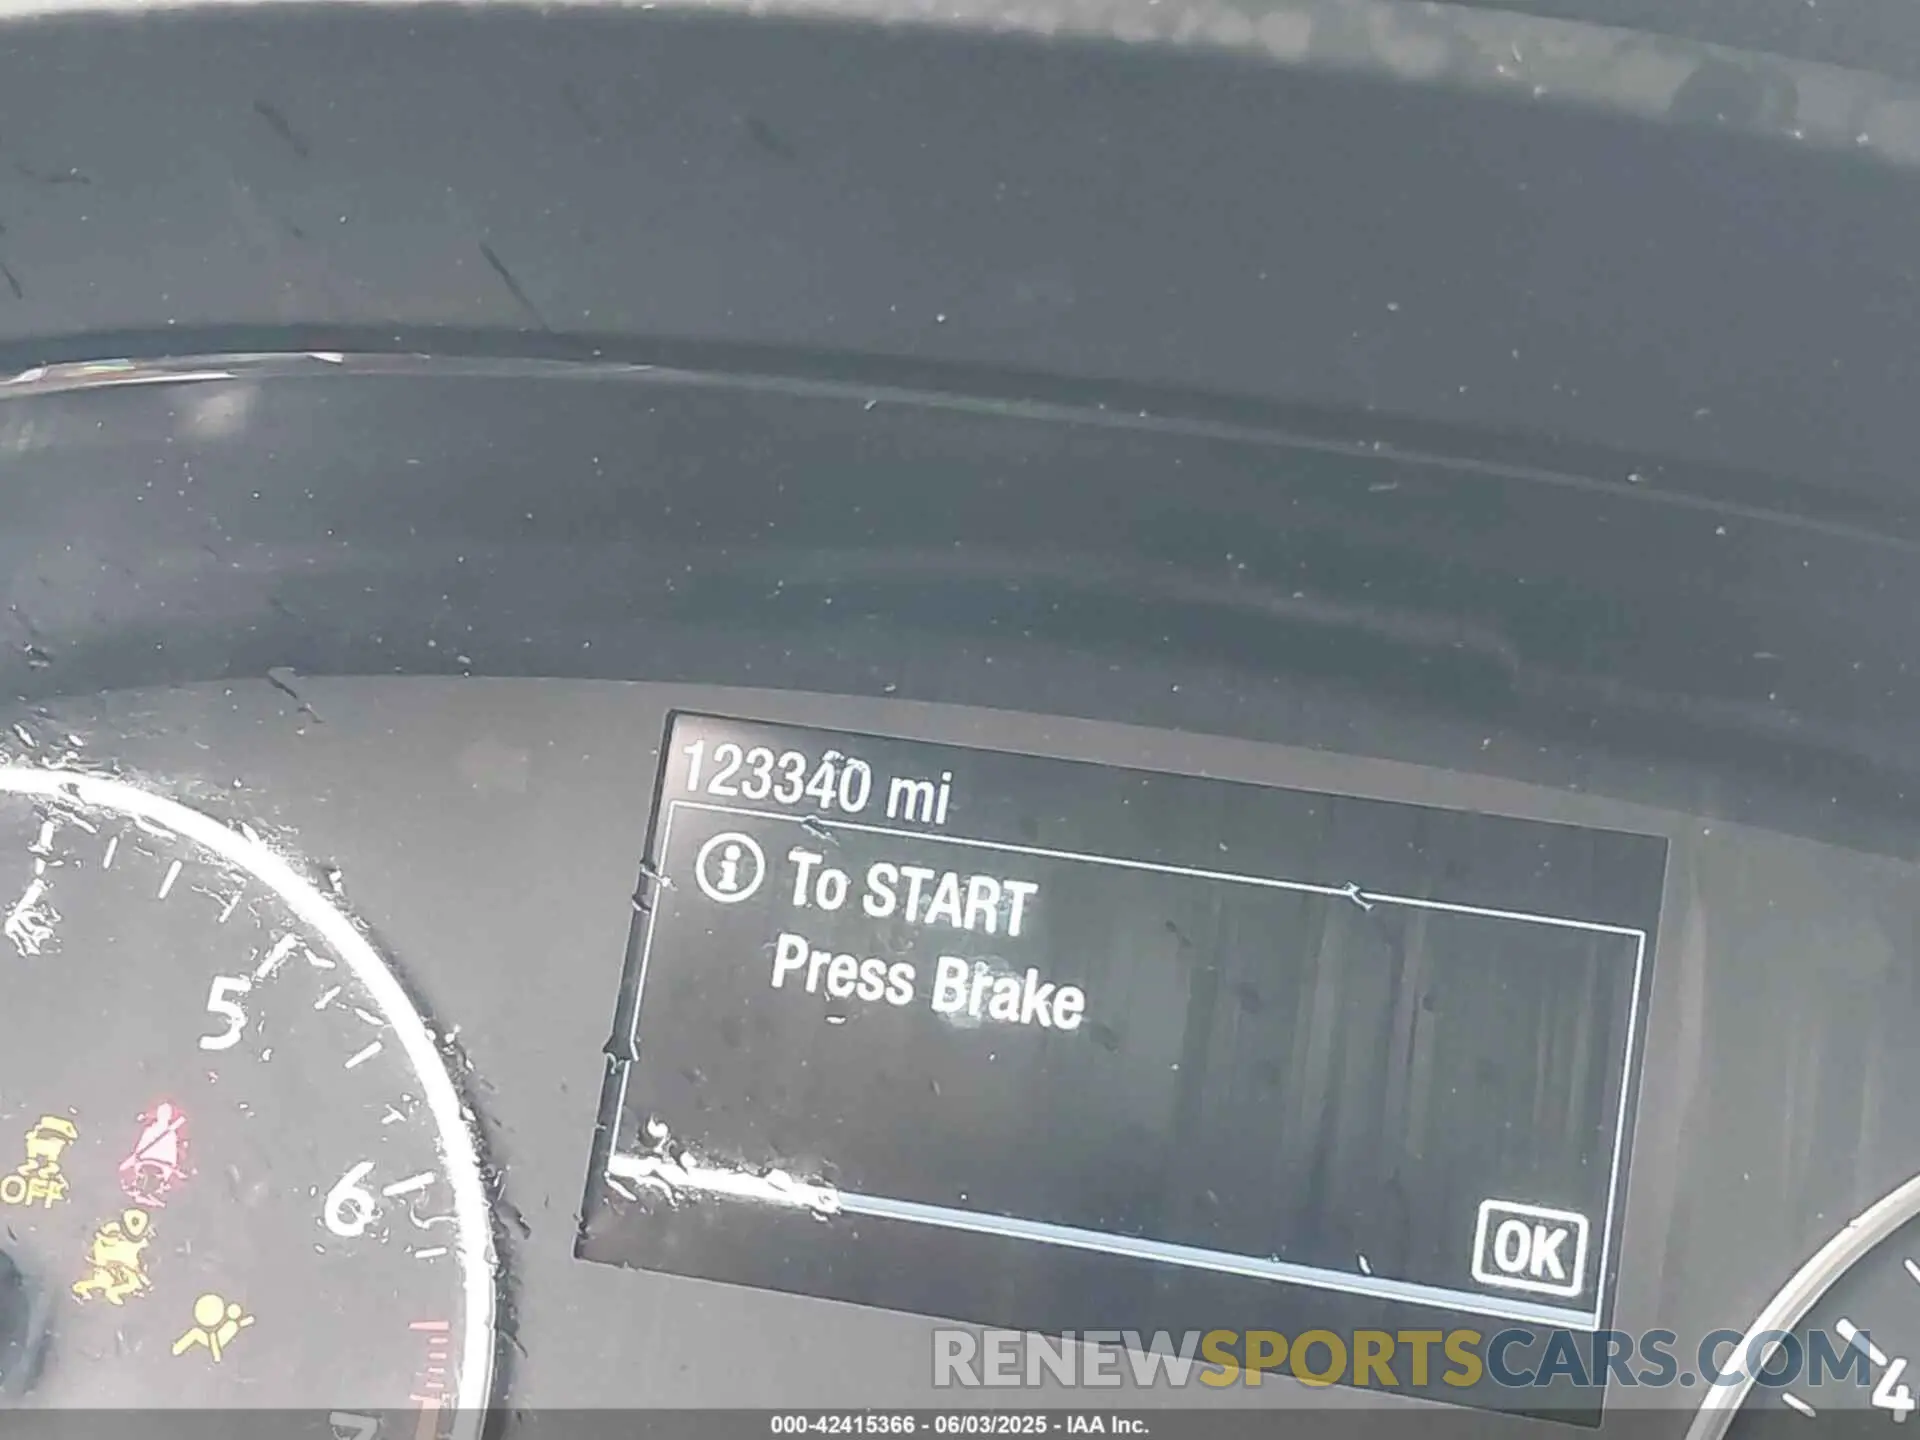 123340 mi
i To START
Press Brake
OK
5
6
7
OFF
4
RENEWSPORTSCARS.COM
000-42415366 - 06/03/2025 - IAA Inc.